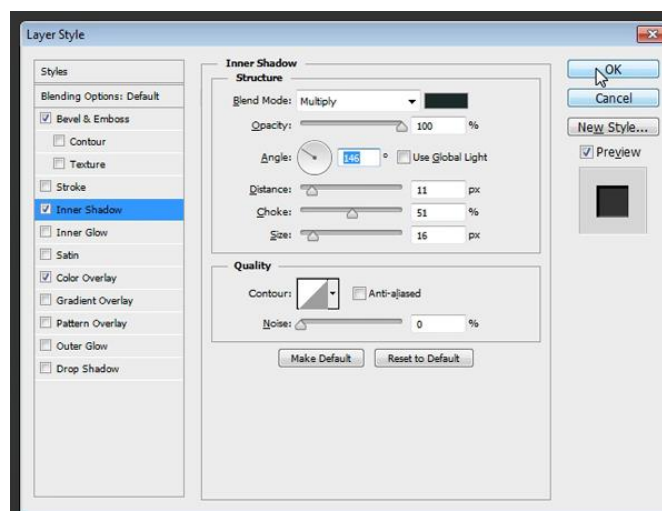 Layer Style
Styles
Blending Options: Default
Bevel & Emboss
Contour
Texture
Stroke
Inner Shadow
Inner Glow
Satin
Color Overlay
Gradient Overlay
Pattern Overlay
Outer Glow
Drop Shadow
Inner Shadow
Structure
Blend Mode: Multiply
Opacity: 100 %
Angle: 146 ° Use Global Light
Distance: 11 px
Choke: 51 %
Size: 16 px
Quality
Contour: Anti-aliased
Noise: 0 %
Make Default Reset to Default
OK
Cancel
New Style...
Preview